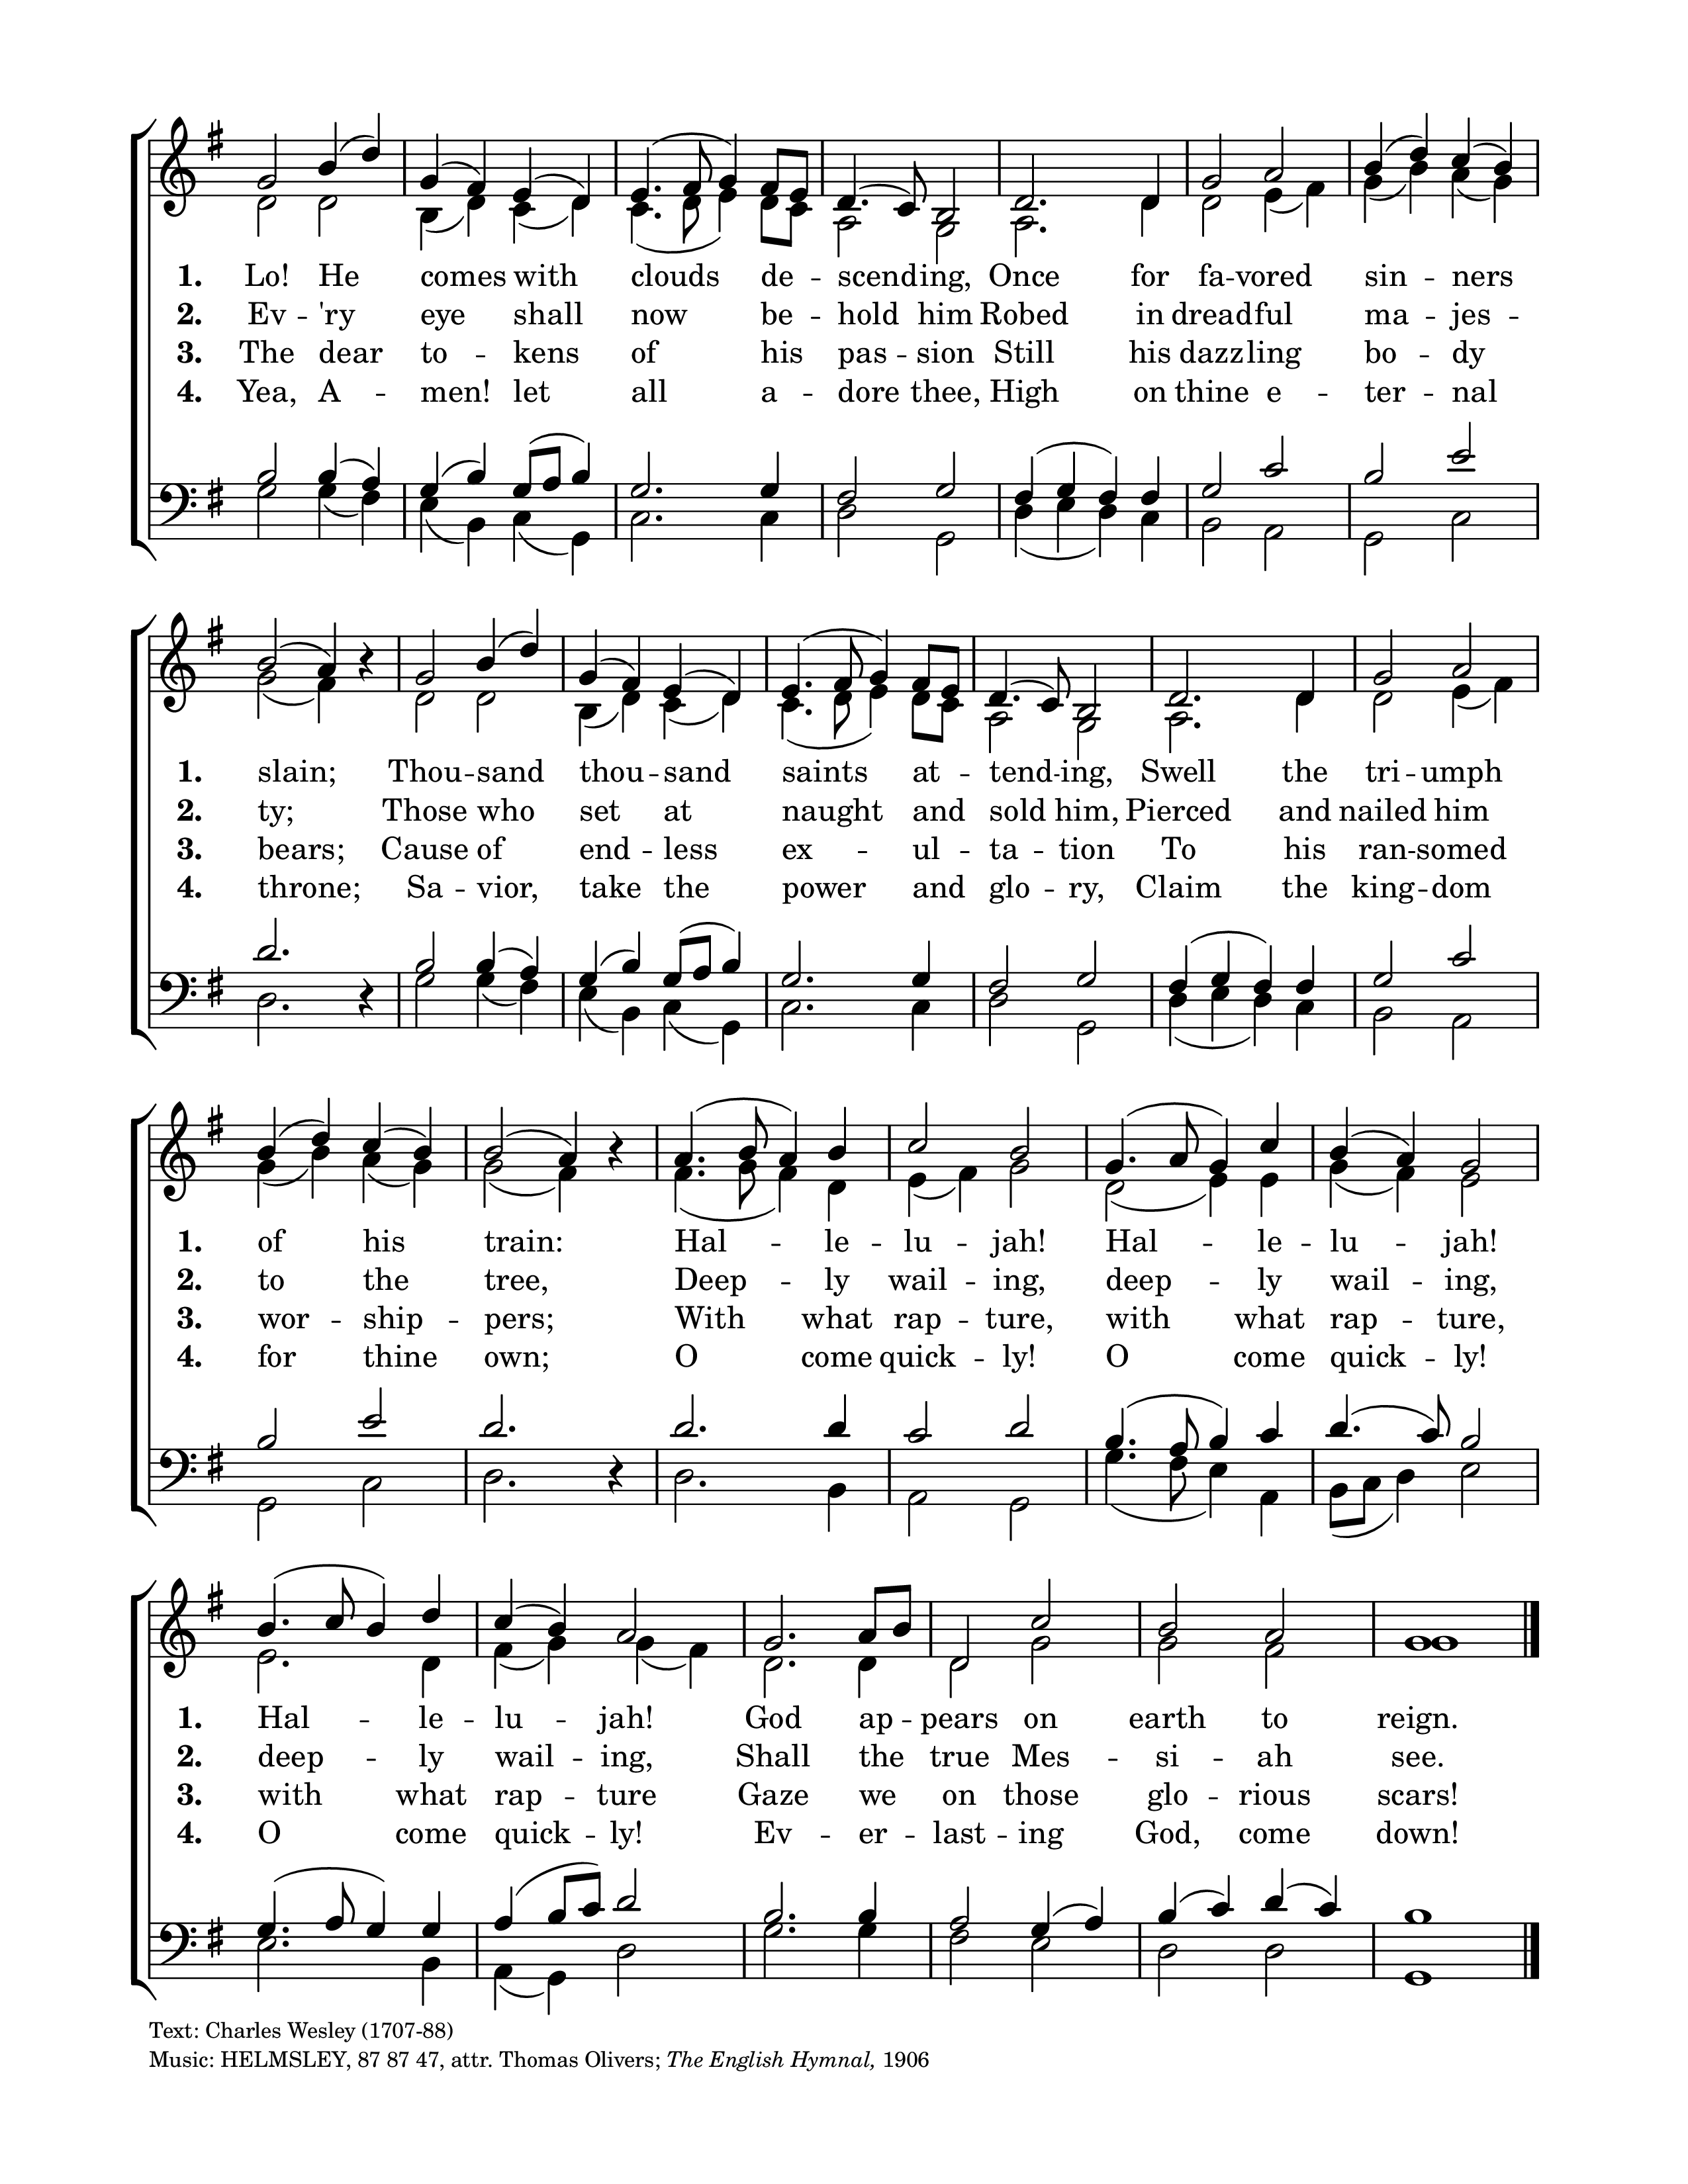 1. Lo! He comes with clouds de -- scending, Once for fa -- vored sin -- ners
2. Ev -- 'ry eye shall now be -- hold him Robed in dreadful ma -- jes --
3. The dear to -- kens of his pas -- sion Still his dazzling bo -- dy
4. Yea, A -- men! let all a -- dore thee, High on thine e -- ter -- nal
1. slain; Thou -- sand thou -- sand saints at -- tend -- ing, Swell the tri -- umph
2. ty; Those who set at naught and sold him, Pierced and nailed him
3. bears; Cause of end -- less ex -- ul -- ta -- tion To his ran -- somed
4. throne; Sa -- vior, take the power and glo -- ry, Claim the king -- dom
1. of his train: Hal -- le -- lu -- jah! Hal -- le -- lu -- jah!
2. to the tree, Deep -- ly wail -- ing, deep -- ly wail -- ing,
3. wor -- ship -- pers; With what rap -- ture, with what rap -- ture,
4. for thine own; O come quick -- ly! O come quick -- ly!
1. Hal -- le -- lu -- jah! God ap -- pears on earth to reign.
2. deep -- ly wail -- ing, Shall the true Mes -- si -- ah see.
3. with what rap -- ture Gaze we on those glo -- rious scars!
4. O come quick -- ly! Ev -- er -- last -- ing God, come down!
Text: Charles Wesley (1707-88)
Music: HELMSLEY, 87 87 47, attr. Thomas Olivers; The English Hymnal, 1906